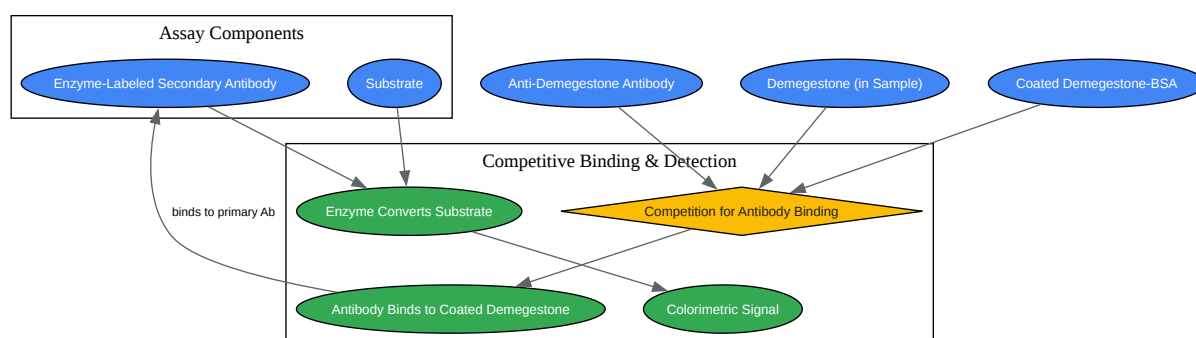 Assay Components
Enzyme-Labeled Secondary Antibody
Substrate
Anti-Demegestone Antibody
Demegestone (in Sample)
Coated Demegestone-BSA
Competitive Binding & Detection
binds to primary Ab
Enzyme Converts Substrate
Competition for Antibody Binding
Antibody Binds to Coated Demegestone
Colorimetric Signal